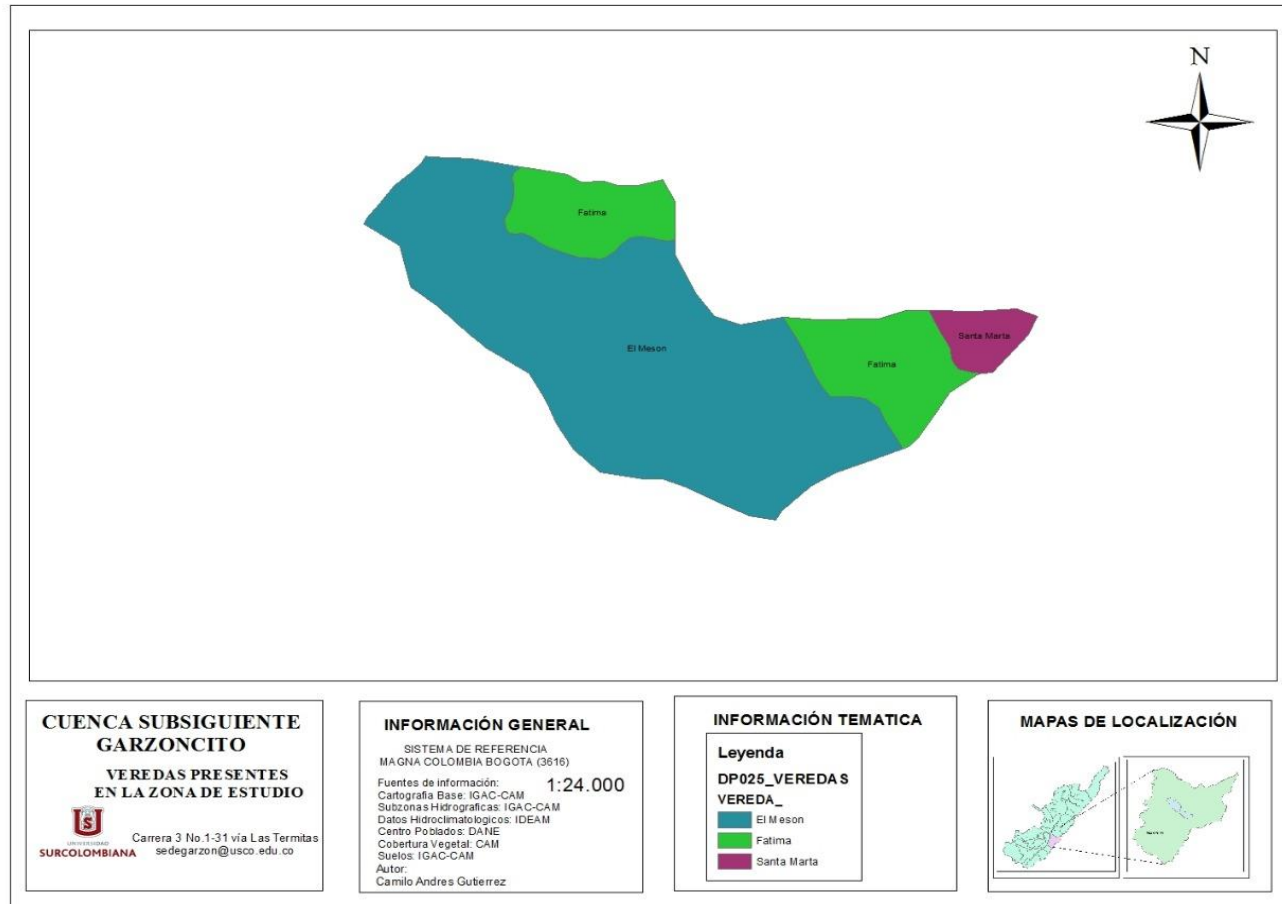 N
Fatima
El Meson
Fatima
Santa Marta
CUENCA SUBSIGUIENTE
GARZONCITO
VEREDAS PRESENTES
EN LA ZONA DE ESTUDIO
UNIVERSIDAD
SURCOLOMBIANA
Carrera 3 No.1-31 vía Las Termitas
sedegarzon@usco.edu.co
INFORMACIÓN GENERAL
SISTEMA DE REFERENCIA
MAGNA COLOMBIA BOGOTA (3616)
1:24.000
Fuentes de información:
Cartografia Base: IGAC-CAM
Subzonas Hidrograficas: IGAC-CAM
Datos Hidroclimatologicos: IDEAM
Centro Poblados: DANE
Cobertura Vegetal: CAM
Suelos: IGAC-CAM
Autor:
Camilo Andres Gutierrez
INFORMACIÓN TEMATICA
Leyenda
DP025_VEREDAS
VEREDA_
El Meson
Fatima
Santa Marta
MAPAS DE LOCALIZACIÓN